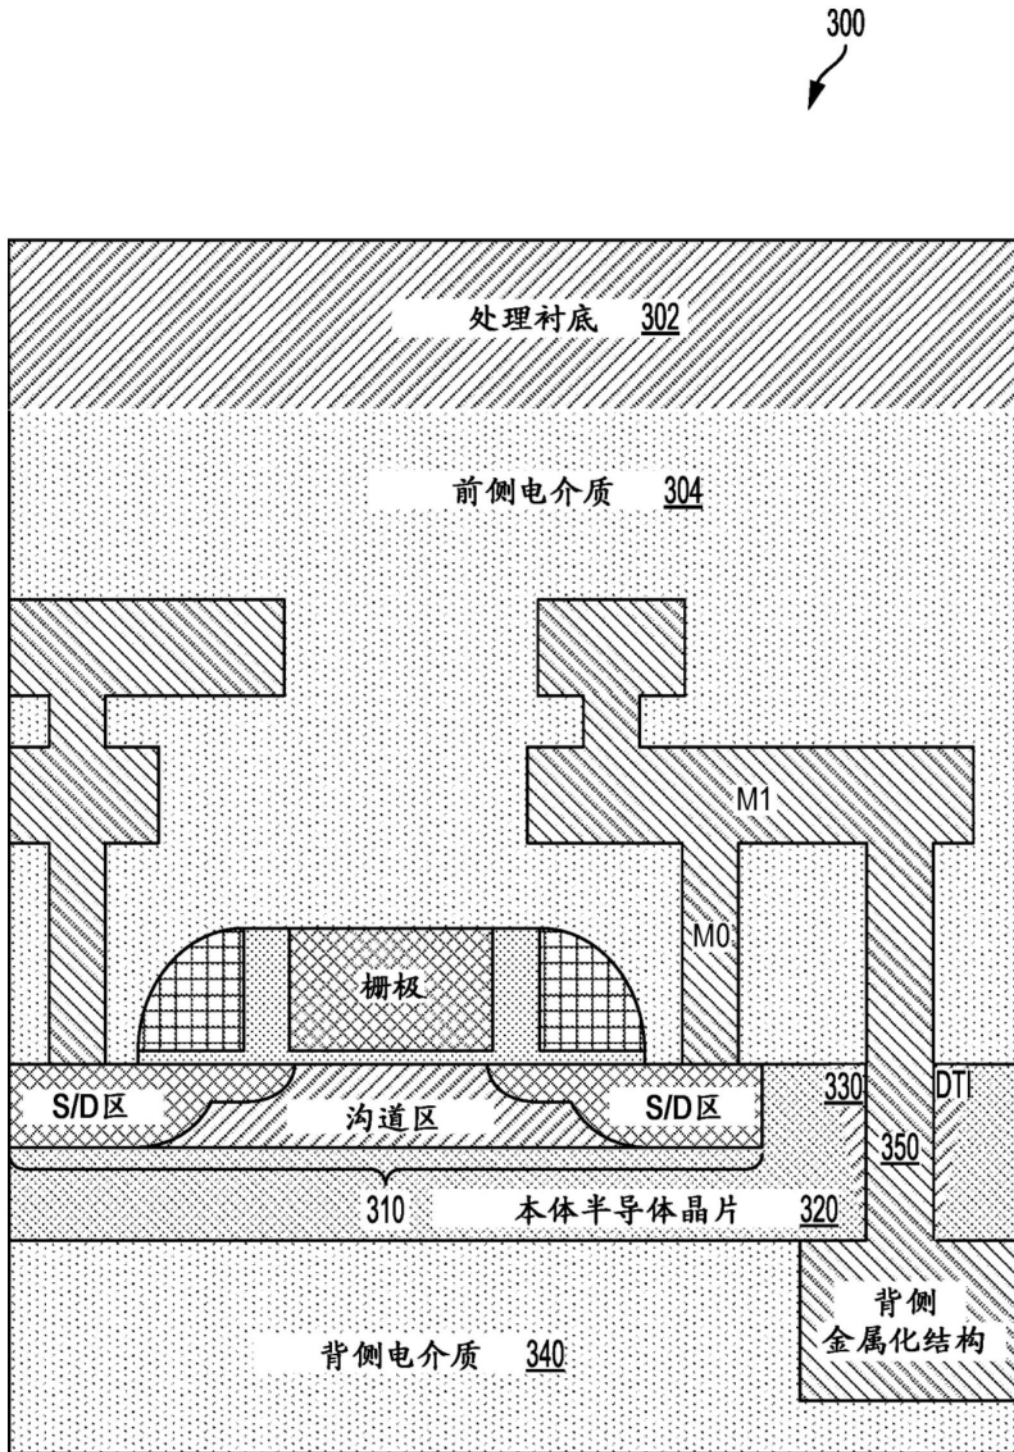 300
处理衬底 302
前侧电介质 304
M1
M0
栅极
S/D区
沟道区
S/D区
330
DTI
350
310
本体半导体晶片 320
背侧
金属化结构
背侧电介质 340